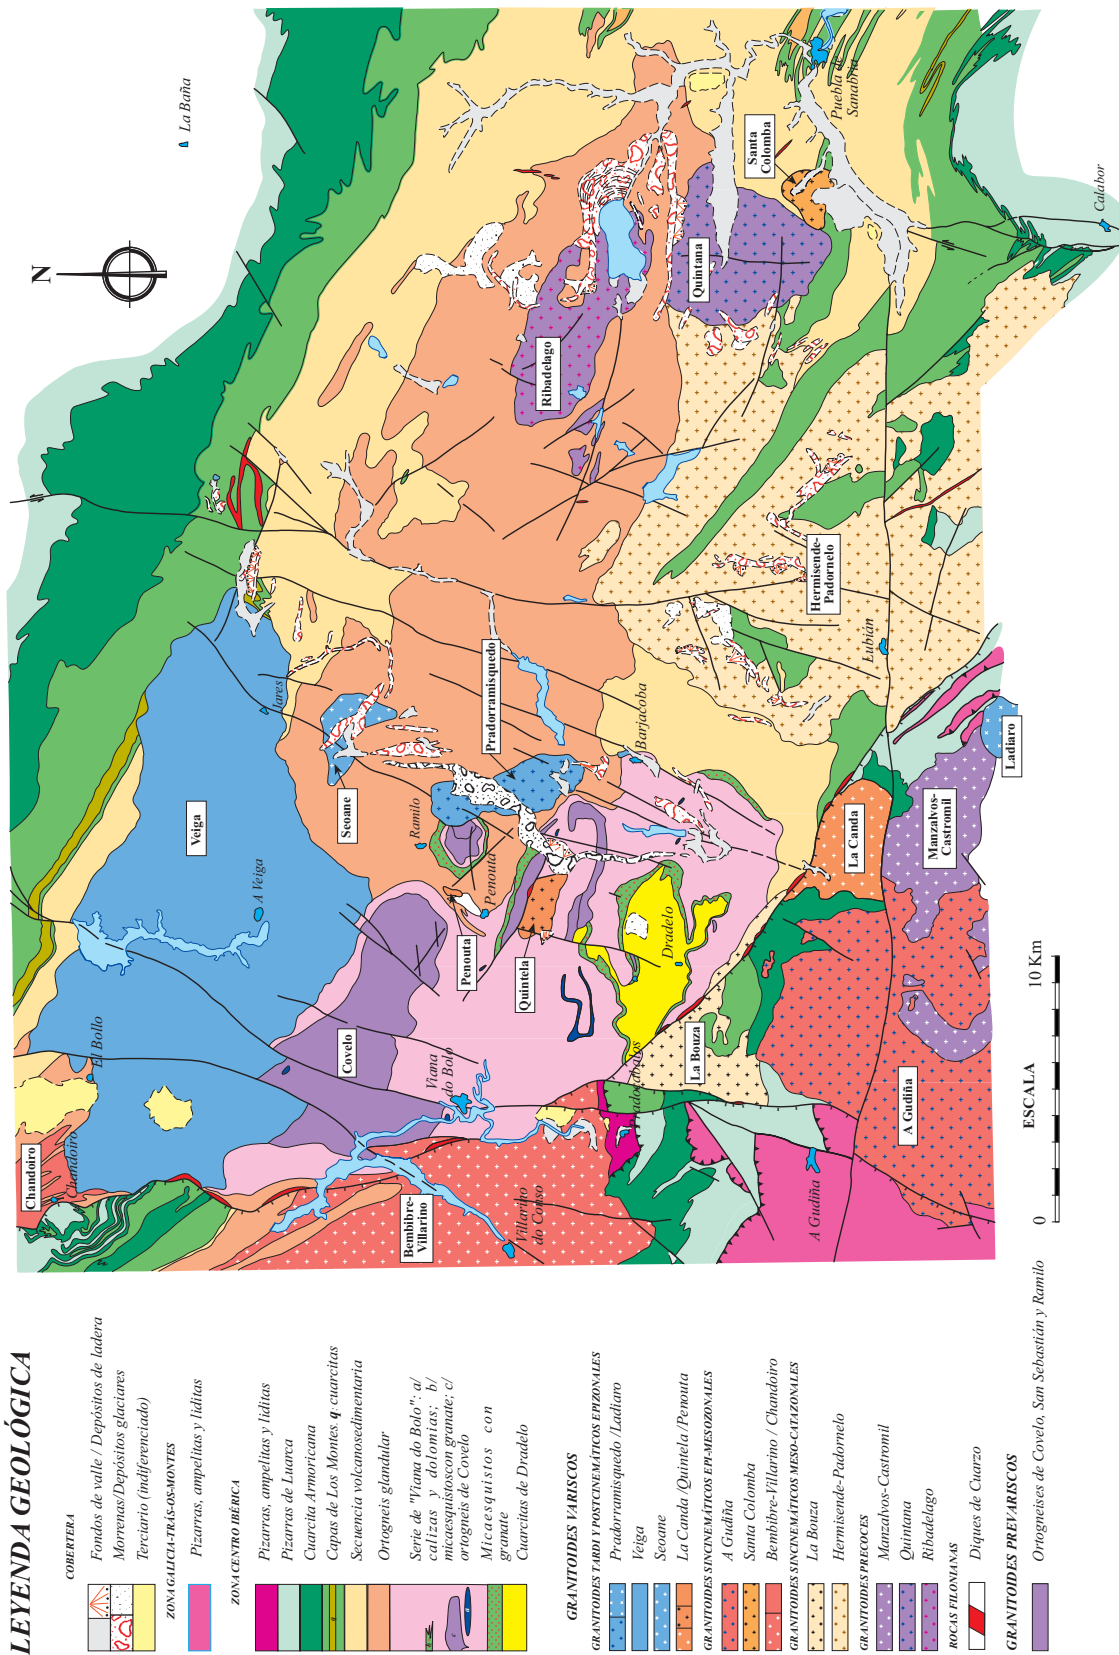 LEYENDA GEOLÓGICA
COBERTERA
Fondos de valle / Depósitos de ladera
Morrenas/Depósitos glaciares
Terciario (indiferenciado)
ZONA GALICIA-TRÁS-OS-MONTES
Pizarras, ampelitas y liditas
ZONA CENTRO IBÉRICA
Pizarras, ampelitas y liditas
Pizarras de Luarca
Cuarcita Armoricana
Capas de Los Montes. q: cuarcitas
Secuencia volcanosedimentaria
Ortogneis glandular
Serie de "Viana do Bolo": a/
calizas y dolomias; b/
micaesquistoscon granate; c/
ortogneis de Covelo
Micaesquistos con
granate
Cuarcitas de Dradelo
GRANITOIDES VARISCOS
GRANITOIDES TARDI Y POSTCINEMÁTICOS EPIZONALES
Pradorramisquedo /Ladiaro
Veiga
Seoane
La Canda /Quintela /Penouta
GRANITOIDES SINCINEMÁTICOS EPI-MESOZONALES
A Gudiña
Santa Colomba
Bembibre-Villarino / Chandoiro
GRANITOIDES SINCINEMÁTICOS MESO-CATAZONALES
La Bouza
Hermisende-Padornelo
GRANITOIDES PRECOCES
Manzalvos-Castromil
Quintana
Ribadelago
ROCAS FILONIANAS
Diques de Cuarzo
GRANITOIDES PREVARISCOS
Ortogneises de Covelo, San Sebastián y Ramilo
N
La Baña
Chandoiro
Chandoiro
El Bollo
A Veiga
Veiga
Jares
Seoane
Ramilo
Pradorramisquedo
Covelo
Viana
do Bolo
Penouta
Penouta
Quintela
Bembibre-
Villarino
Villarino
do Conso
Dradelo
La Bouza
Barjacoba
Ribadelago
Quintana
Santa
Colomba
Puebla de
Sanabria
Hermisende-
Padornelo
Lubián
La Canda
Manzalvos-
Castromil
Ladiaro
A Gudiña
A Gudiña
Calabor
ESCALA
0
10 Km